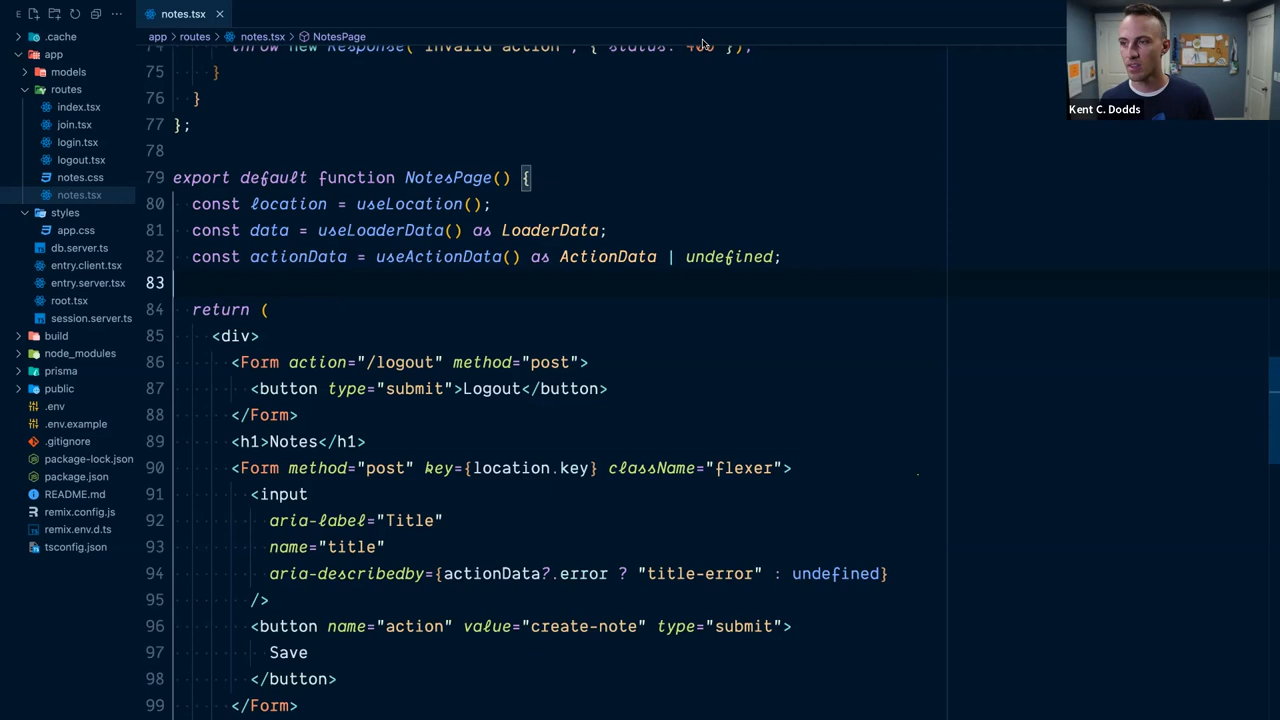 E
notes.tsx
.cache
app
models
routes
index.tsx
join.tsx
login.tsx
logout.tsx
notes.css
notes.tsx
styles
app.css
db.server.ts
entry.client.tsx
entry.server.tsx
root.tsx
session.server.ts
build
node_modules
prisma
public
.env
.env.example
.gitignore
package-lock.json
package.json
README.md
remix.config.js
remix.env.d.ts
tsconfig.json
app > routes > notes.tsx > NotesPage
74 throw new Response("Invalid action", { status: 400 });
75 }
76 }
77 };
78
79 export default function NotesPage() {
80 const location = useLocation();
81 const data = useLoaderData() as LoaderData;
82 const actionData = useActionData() as ActionData | undefined;
83
84 return (
85 <div>
86 <Form action="/logout" method="post">
87 <button type="submit">Logout</button>
88 </Form>
89 <h1>Notes</h1>
90 <Form method="post" key={location.key} className="flexer">
91 <input
92 aria-label="Title"
93 name="title"
94 aria-describedby={actionData?.error ? "title-error" : undefined}
95 />
96 <button name="action" value="create-note" type="submit">
97 Save
98 </button>
99 </Form>
Kent C. Dodds